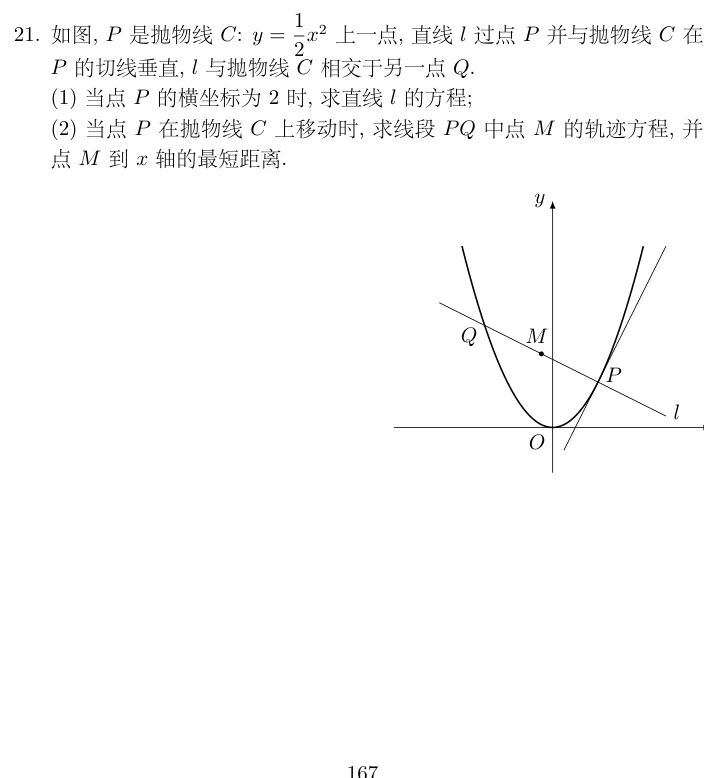 21. 如图, P 是抛物线 C: y = \frac{1}{2}x² 上一点, 直线 l 过点 P 并与抛物线 C 在
P 的切线垂直, l 与抛物线 C 相交于另一点 Q.
(1) 当点 P 的横坐标为 2 时, 求直线 l 的方程;
(2) 当点 P 在抛物线 C 上移动时, 求线段 PQ 中点 M 的轨迹方程, 并
点 M 到 x 轴的最短距离.
y
Q
M
P
l
O
167